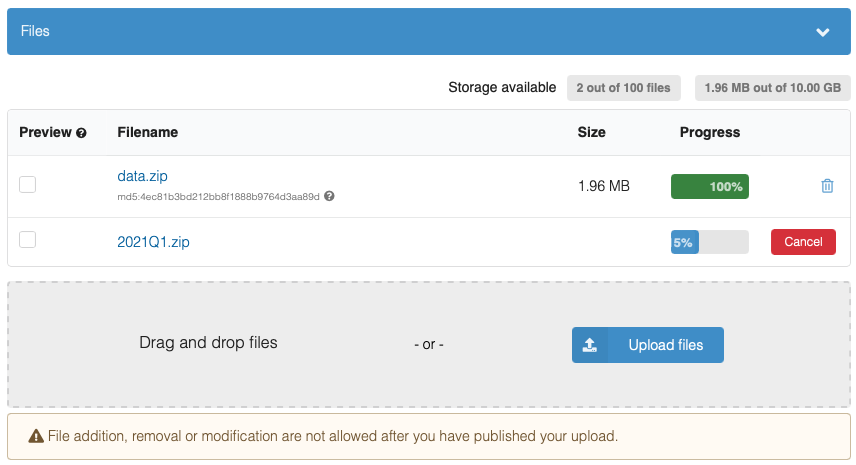 Files
Storage available 2 out of 100 files 1.96 MB out of 10.00 GB
Preview Filename Size Progress
data.zip 1.96 MB 100%
md5:4ec81b3bd212bb8f1888b9764d3aa89d
2021Q1.zip 5% Cancel
Drag and drop files - or - Upload files
File addition, removal or modification are not allowed after you have published your upload.